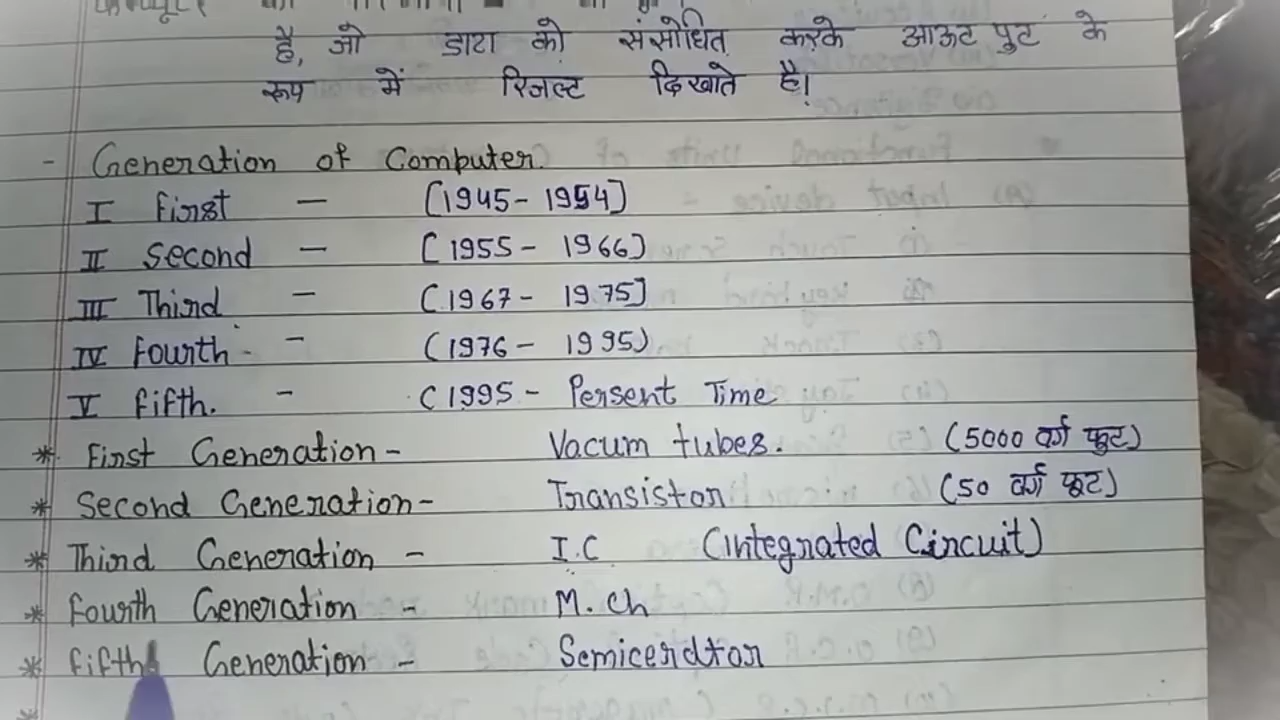 है, जो डाटा को संसोधित करके आऊट पुट के
रूप में रिजल्ट दिखाते है।
- Generation of Computer.
I First - [1945 - 1954]
II Second - [1955 - 1966]
III Third - [1967 - 1975]
IV Fourth - (1976 - 1995)
V Fifth. - (1995 - Persent Time
* First Generation - Vacum tubes. (5000 वर्ग फुट)
* Second Generation - Transistor (50 वर्ग फूट)
* Third Generation - I.C (Integrated Circuit)
* Fourth Generation - M. Ch
* Fifth Generation - Semicerdtor